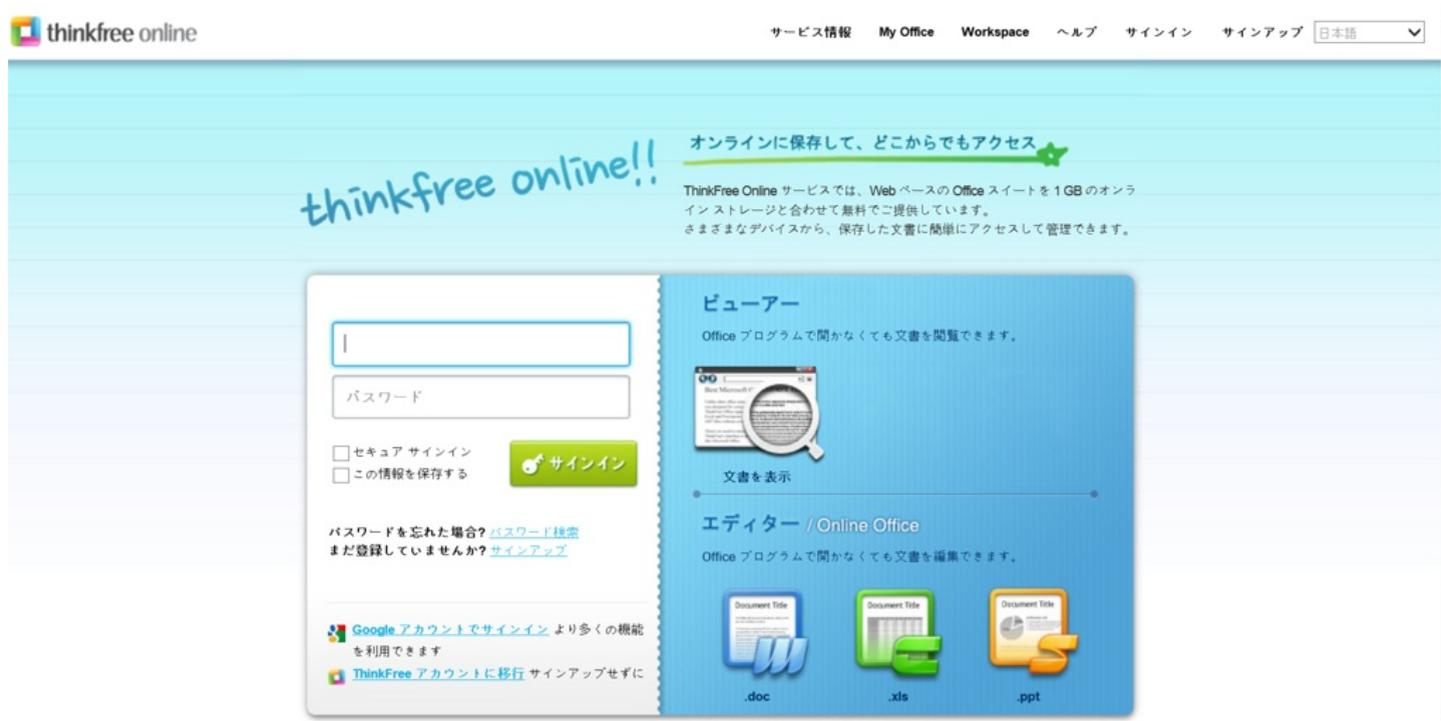 thinkfree online
サービス情報 My Office Workspace ヘルプ サインイン サインアップ 日本語
thinkfree online!!
オンラインに保存して、どこからでもアクセス
ThinkFree Online サービスでは、Web ベースの Office スイートを 1 GB のオンラ
イン ストレージと合わせて無料でご提供しています。
さまざまなデバイスから、保存した文書に簡単にアクセスして管理できます。
パスワード
セキュア サインイン
この情報を保存する
サインイン
パスワードを忘れた場合? パスワード検索
まだ登録していませんか? サインアップ
Google アカウントでサインイン より多くの機能
を利用できます
ThinkFree アカウントに移行 サインアップせずに
ビューアー
Office プログラムで開かなくても文書を閲覧できます。
文書を表示
エディター / Online Office
Office プログラムで開かなくても文書を編集できます。
Document Title
Document Title
Document Title
.doc
.xls
.ppt